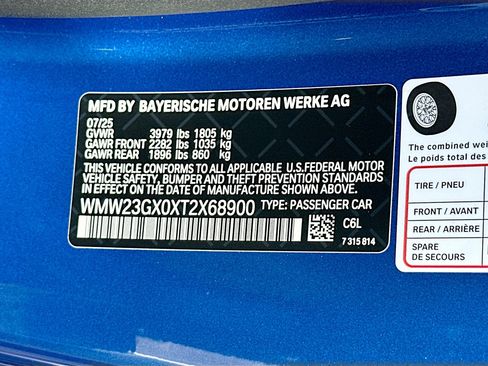 MFD BY BAYERISCHE MOTOREN WERKE AG
07/25
GVWR 3979 lbs 1805 kg
GAWR FRONT 2282 lbs 1035 kg
GAWR REAR 1896 lbs 860 kg
THIS VEHICLE CONFORMS TO ALL APPLICABLE U.S.FEDERAL MOTOR
VEHICLE SAFETY, BUMPER AND THEFT PREVENTION STANDARDS
IN EFFECT ON THE DATE OF MANUFACTURE SHOWN ABOVE.
WMW23GX0XT2X68900 TYPE: PASSENGER CAR
C6L
7 315 814
The combined wei
Le poids total des
TIRE / PNEU
FRONT / AVANT
REAR / ARRIÈRE
SPARE
DE SECOURS